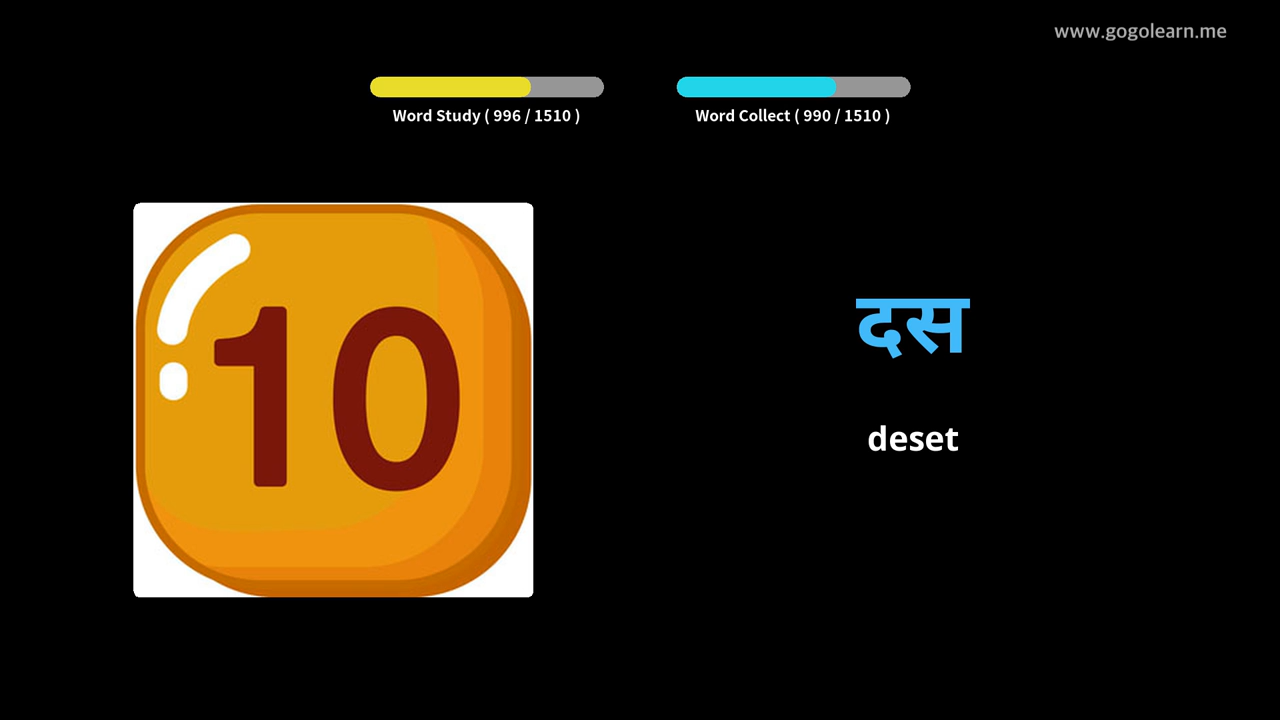 www.gogolearn.me
Word Study ( 996 / 1510 )
Word Collect ( 990 / 1510 )
10
दस
deset